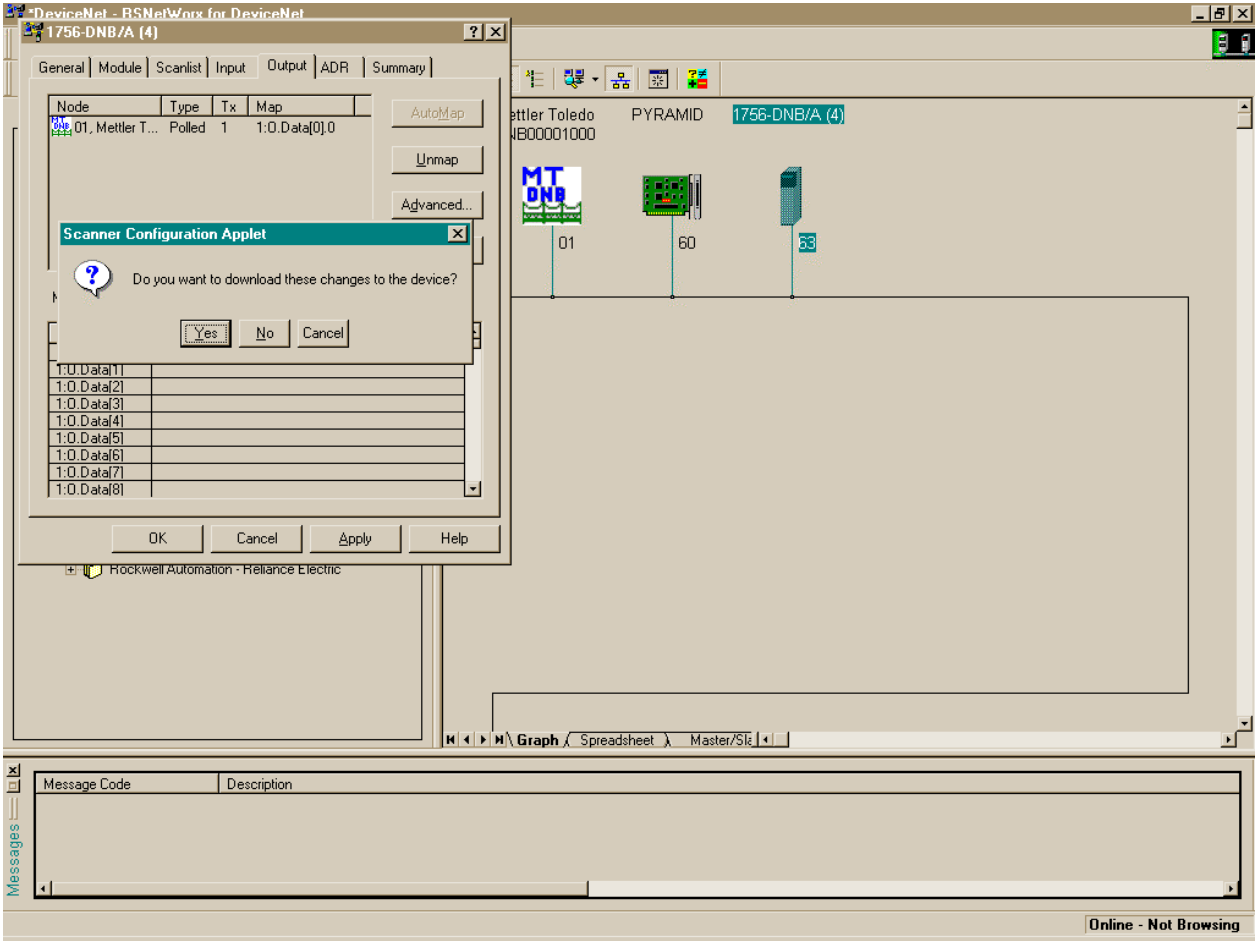 *DeviceNet - RSNetWorx for DeviceNet
1756-DNB/A (4)
General Module Scanlist Input Output ADR Summary
Node Type Tx Map
01, Mettler T... Polled 1 1:O.Data[0].0
AutoMap
Unmap
Advanced...
Scanner Configuration Applet
Do you want to download these changes to the device?
Yes No Cancel
1:O.Data[1]
1:O.Data[2]
1:O.Data[3]
1:O.Data[4]
1:O.Data[5]
1:O.Data[6]
1:O.Data[7]
1:O.Data[8]
OK Cancel Apply Help
Rockwell Automation - Reliance Electric
ettler Toledo PYRAMID 1756-DNB/A (4)
NB00001000
MT
DNB
01 60 63
Graph Spreadsheet Master/Sla
Message Code Description
Messages
Online - Not Browsing